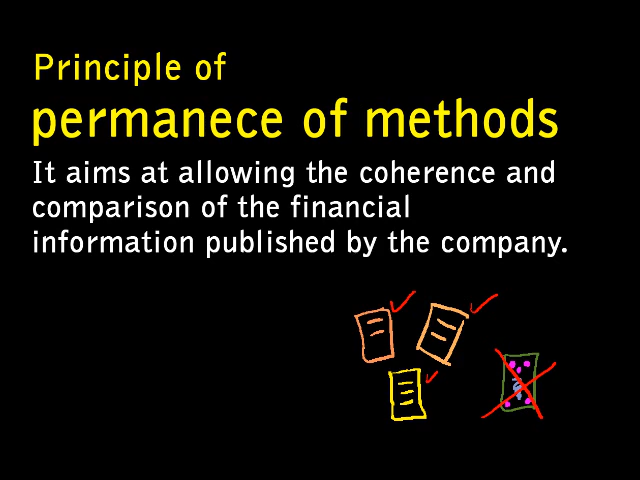 Principle of
permanece of methods
It aims at allowing the coherence and
comparison of the financial
information published by the company.